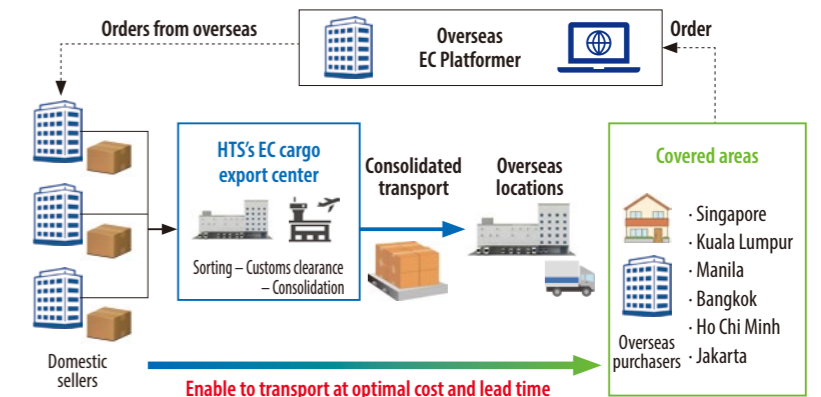 Orders from overseas
Overseas
EC Platformer
Order
HTS's EC cargo
export center
Sorting – Customs clearance
– Consolidation
Consolidated
transport
Overseas
locations
Covered areas
· Singapore
· Kuala Lumpur
· Manila
· Bangkok
· Ho Chi Minh
· Jakarta
Overseas
purchasers
Domestic
sellers
Enable to transport at optimal cost and lead time